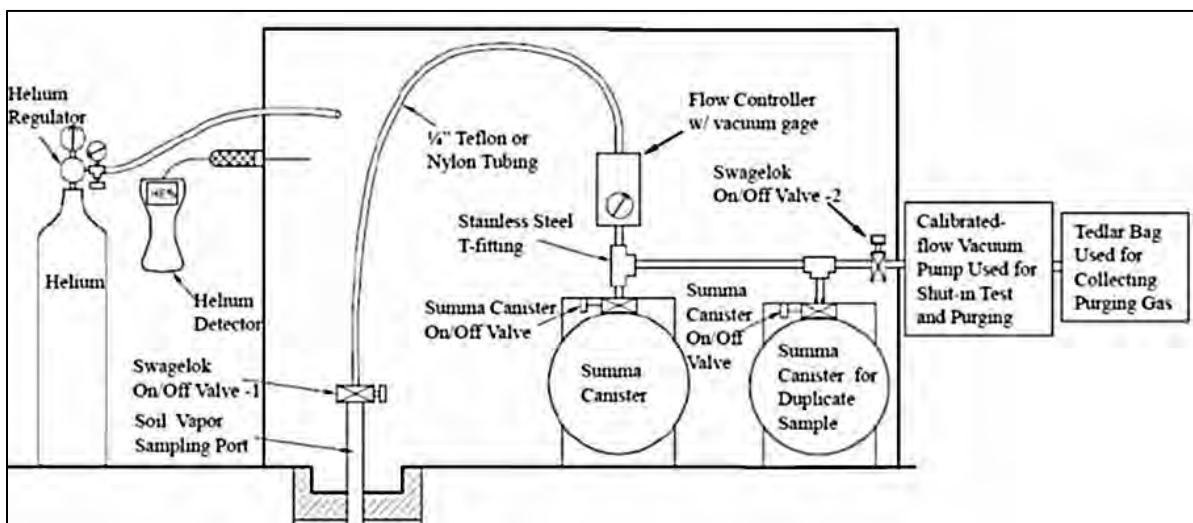 Helium
Regulator
Helium
HE%
Helium
Detector
¼" Teflon or
Nylon Tubing
Swagelok
On/Off Valve -1
Soil Vapor
Sampling Port
Flow Controller
w/ vacuum gage
Stainless Steel
T-fitting
Summa Canister
On/Off Valve
Summa
Canister
Summa
Canister
On/Off
Valve
Summa
Canister for
Duplicate
Sample
Swagelok
On/Off Valve -2
Calibrated-
flow Vacuum
Pump Used for
Shut-in Test
and Purging
Tedlar Bag
Used for
Collecting
Purging Gas